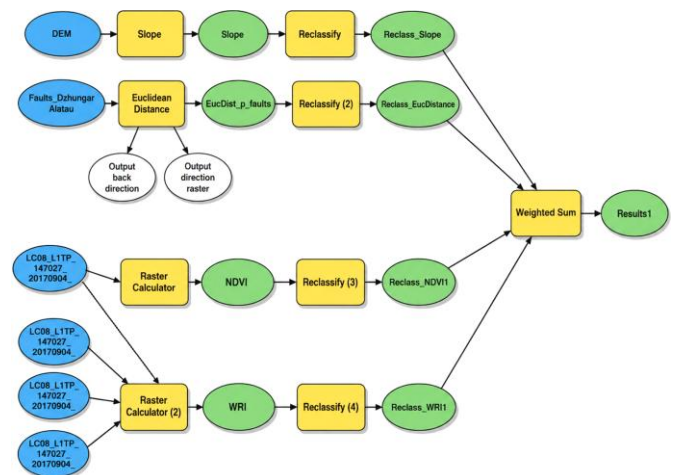 DEM
Slope
Slope
Reclassify
Reclass_Slope
Faults_Dzhungar
Alatau
Euclidean
Distance
EucDist_p_faults
Reclassify (2)
Reclass_EucDistance
Output
back
direction
Output
direction
raster
Weighted Sum
Results1
LC08_L1TP_
147027_
20170904_
Raster
Calculator
NDVI
Reclassify (3)
Reclass_NDVI1
LC08_L1TP_
147027_
20170904_
LC08_L1TP_
147027_
20170904_
Raster
Calculator (2)
WRI
Reclassify (4)
Reclass_WRI1
LC08_L1TP_
147027_
20170904_